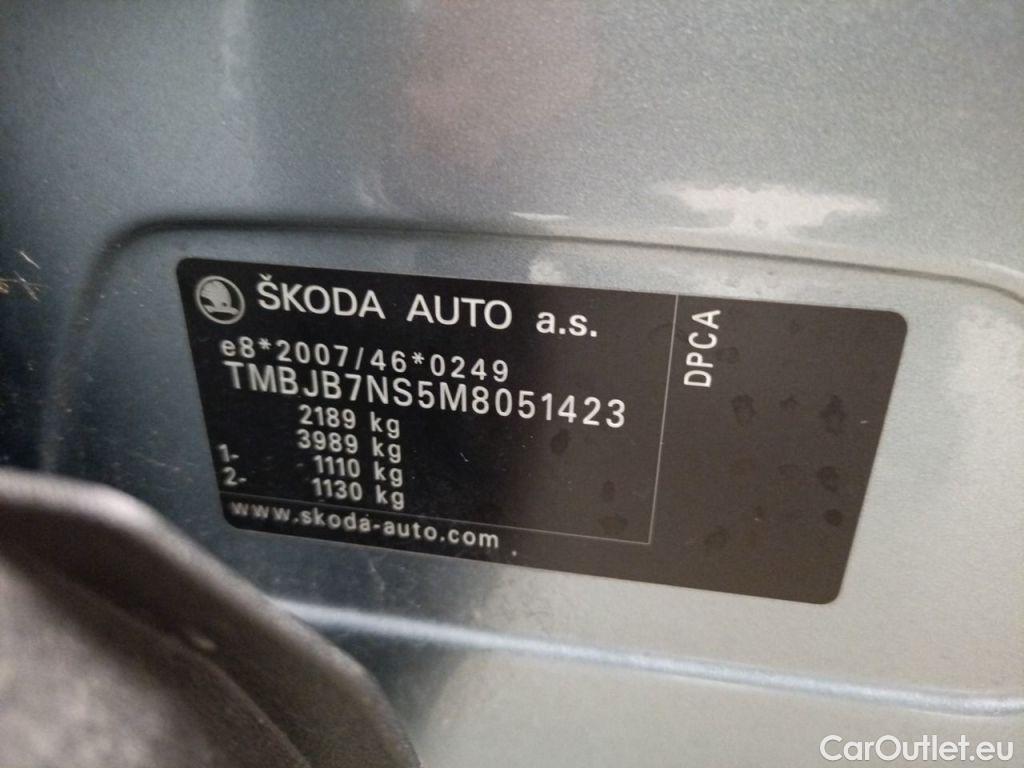 ŠKODA AUTO a.s.
e8*2007/46*0249
TMBJB7NS5M8051423
2189 kg
3989 kg
1- 1110 kg
2- 1130 kg
www.skoda-auto.com
DPCA
CarOutlet.eu